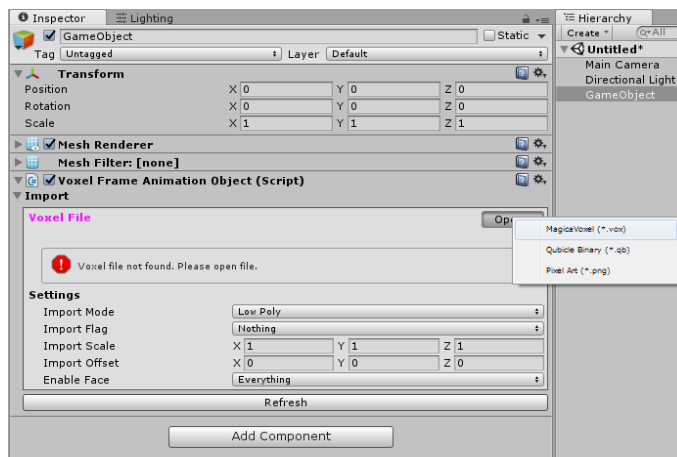 Inspector Lighting
GameObject Static
Tag Untagged Layer Default
Transform
Position X 0 Y 0 Z 0
Rotation X 0 Y 0 Z 0
Scale X 1 Y 1 Z 1
Mesh Renderer
Mesh Filter: [none]
Voxel Frame Animation Object (Script)
Import
Voxel File
Voxel file not found. Please open file.
Settings
Import Mode Low Poly
Import Flag Nothing
Import Scale X 1 Y 1 Z 1
Import Offset X 0 Y 0 Z 0
Enable Face Everything
Refresh
Add Component
Hierarchy
Create All
Untitled*
Main Camera
Directional Light
GameObject
MagicaVoxel (*.vox)
Qubicle Binary (*.qb)
Pixel Art (*.png)